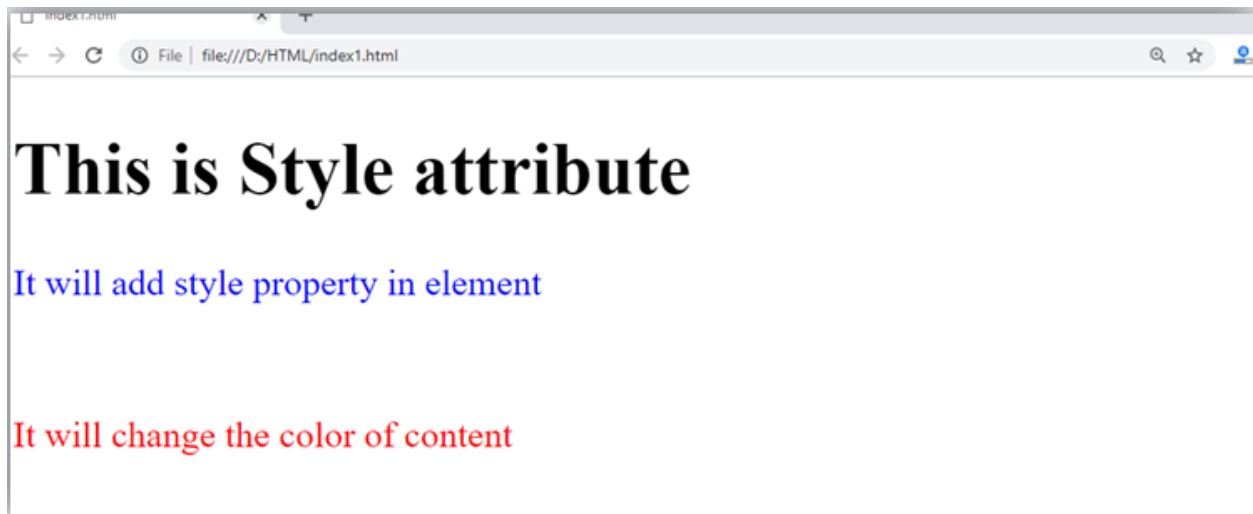 index1.html
File | file:///D:/HTML/index1.html
This is Style attribute
It will add style property in element
It will change the color of content